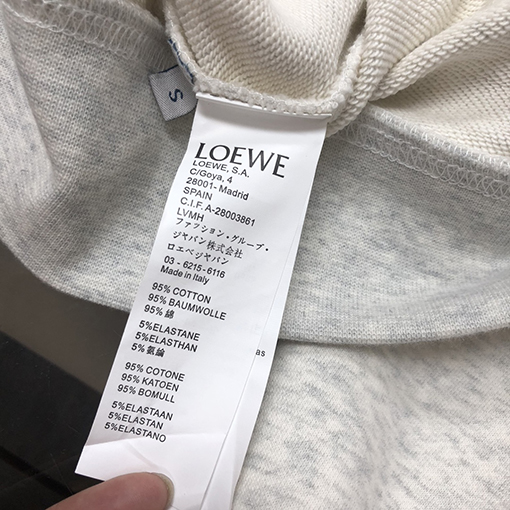 S
LOEWE
LOEWE, S.A.
C/Goya, 4
28001- Madrid
SPAIN
C.I.F. A-28003861
LVMH
ファッション・グループ・
ジャパン株式会社
ロエベジャパン
03 - 6215-6116
Made in Italy
95% COTTON
95% BAUMWOLLE
95% 綿
5%ELASTANE
5%ELASTHAN
5%氨綸
95% COTONE
95% KATOEN
95% BOMULL
5%ELASTAAN
5%ELASTAN
5%ELASTANO
as